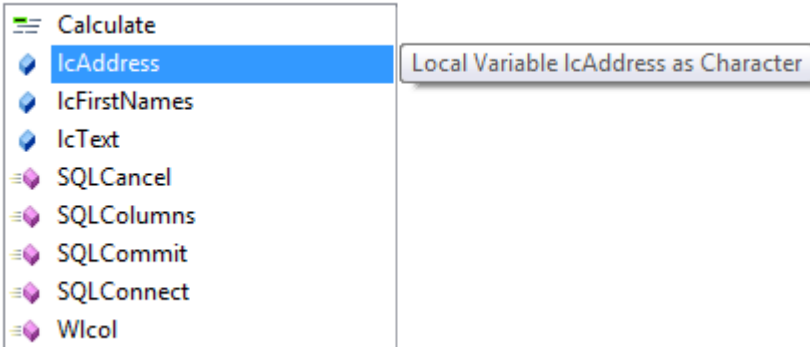 Calculate
lcAddress
Local Variable lcAddress as Character
lcFirstNames
lcText
SQLCancel
SQLColumns
SQLCommit
SQLConnect
Wlcol